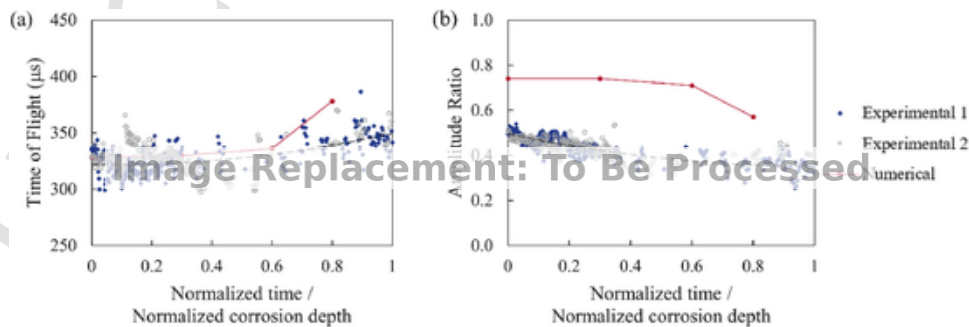 (a)
450
400
350
300
250
Time of Flight (µs)
0 0.2 0.4 0.6 0.8 1
Normalized time /
Normalized corrosion depth
(b)
1.0
0.8
0.6
0.4
0.2
0.0
Amplitude Ratio
0 0.2 0.4 0.6 0.8 1
Normalized time /
Normalized corrosion depth
Experimental 1
Experimental 2
Numerical
Image Replacement: To Be Processed